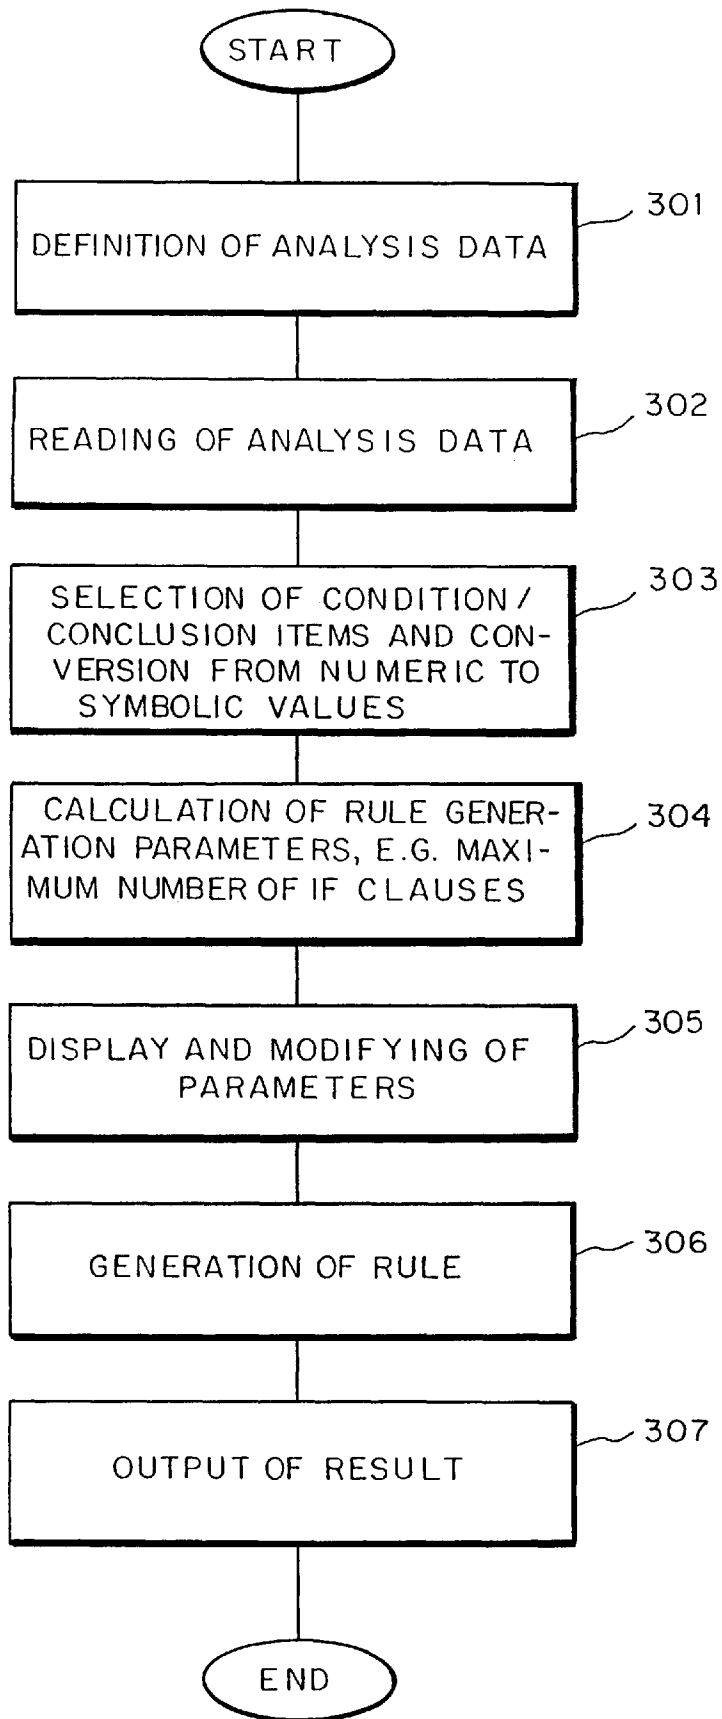 START
301
DEFINITION OF ANALYSIS DATA
302
READING OF ANALYSIS DATA
303
SELECTION OF CONDITION/
CONCLUSION ITEMS AND CON-
VERSION FROM NUMERIC TO
SYMBOLIC VALUES
304
CALCULATION OF RULE GENER-
ATION PARAMETERS, E.G. MAXI-
MUM NUMBER OF IF CLAUSES
305
DISPLAY AND MODIFYING OF
PARAMETERS
306
GENERATION OF RULE
307
OUTPUT OF RESULT
END